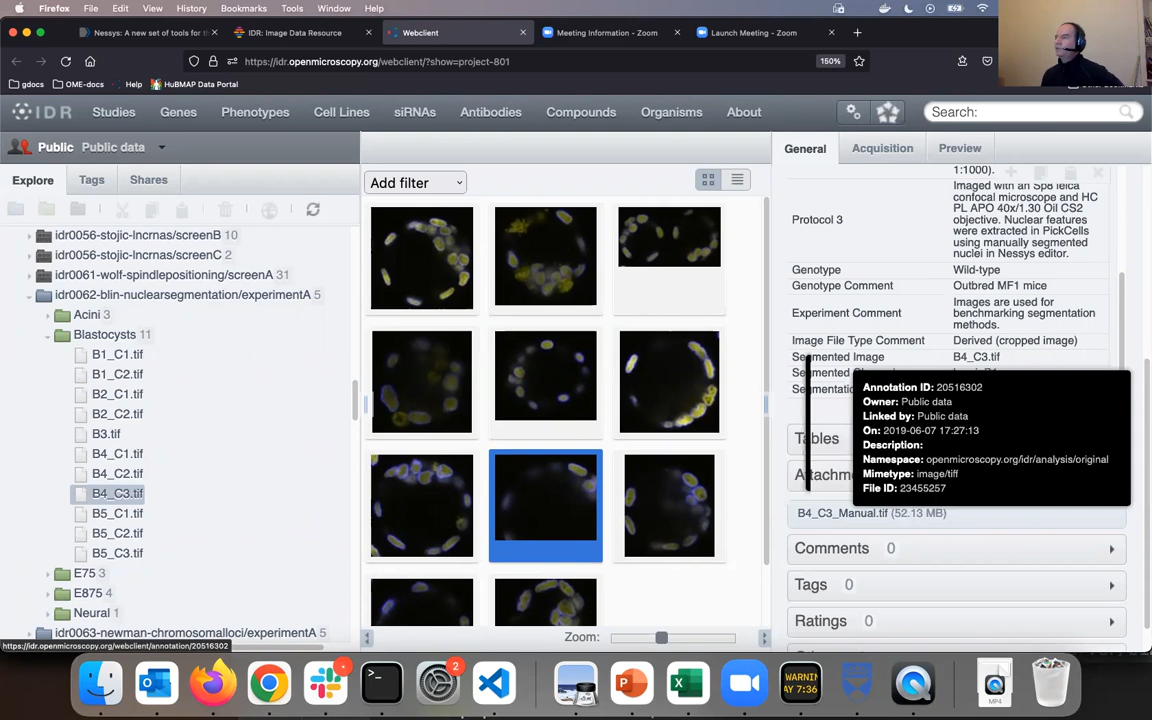 Firefox File Edit View History Bookmarks Tools Window Help
Nessys: A new set of tools for th
IDR: Image Data Resource
Webclient
Meeting Information - Zoom
Launch Meeting - Zoom
https://idr.openmicroscopy.org/webclient/?show=project-801
150%
gdocs
OME-docs
Help
HuBMAP Data Portal
IDR Studies Genes Phenotypes Cell Lines siRNAs Antibodies Compounds Organisms About
Search:
Public Public data
General Acquisition Preview
Explore Tags Shares
Add filter
idr0056-stojic-lncrnas/screenB 10
idr0056-stojic-lncrnas/screenC 2
idr0061-wolf-spindlepositioning/screenA 31
idr0062-blin-nuclearsegmentation/experimentA 5
Acini 3
Blastocysts 11
B1_C1.tif
B1_C2.tif
B2_C1.tif
B2_C2.tif
B3.tif
B4_C1.tif
B4_C2.tif
B4_C3.tif
B5_C1.tif
B5_C2.tif
B5_C3.tif
E75 3
E875 4
Neural 1
idr0063-newman-chromosomalloci/experimentA 5
https://idr.openmicroscopy.org/webclient/annotation/20516302
Zoom:
1:1000).
Protocol 3
Imaged with an Sp8 leica
confocal microscope and HC
PL APO 40x/1.30 Oil CS2
objective. Nuclear features
were extracted in PickCells
using manually segmented
nuclei in Nessys editor.
Genotype Wild-type
Genotype Comment Outbred MF1 mice
Experiment Comment
Images are used for
benchmarking segmentation
methods.
Image File Type Comment Derived (cropped image)
Segmented Image B4_C3.tif
Segmented
Annotation ID: 20516302
Owner: Public data
Linked by: Public data
On: 2019-06-07 17:27:13
Description:
Namespace: openmicroscopy.org/idr/analysis/original
Mimetype: image/tiff
File ID: 23455257
Tables
B4_C3_Manual.tif (52.13 MB)
Comments 0
Tags 0
Ratings 0
2
WARNIN
AY 7:36
MP4